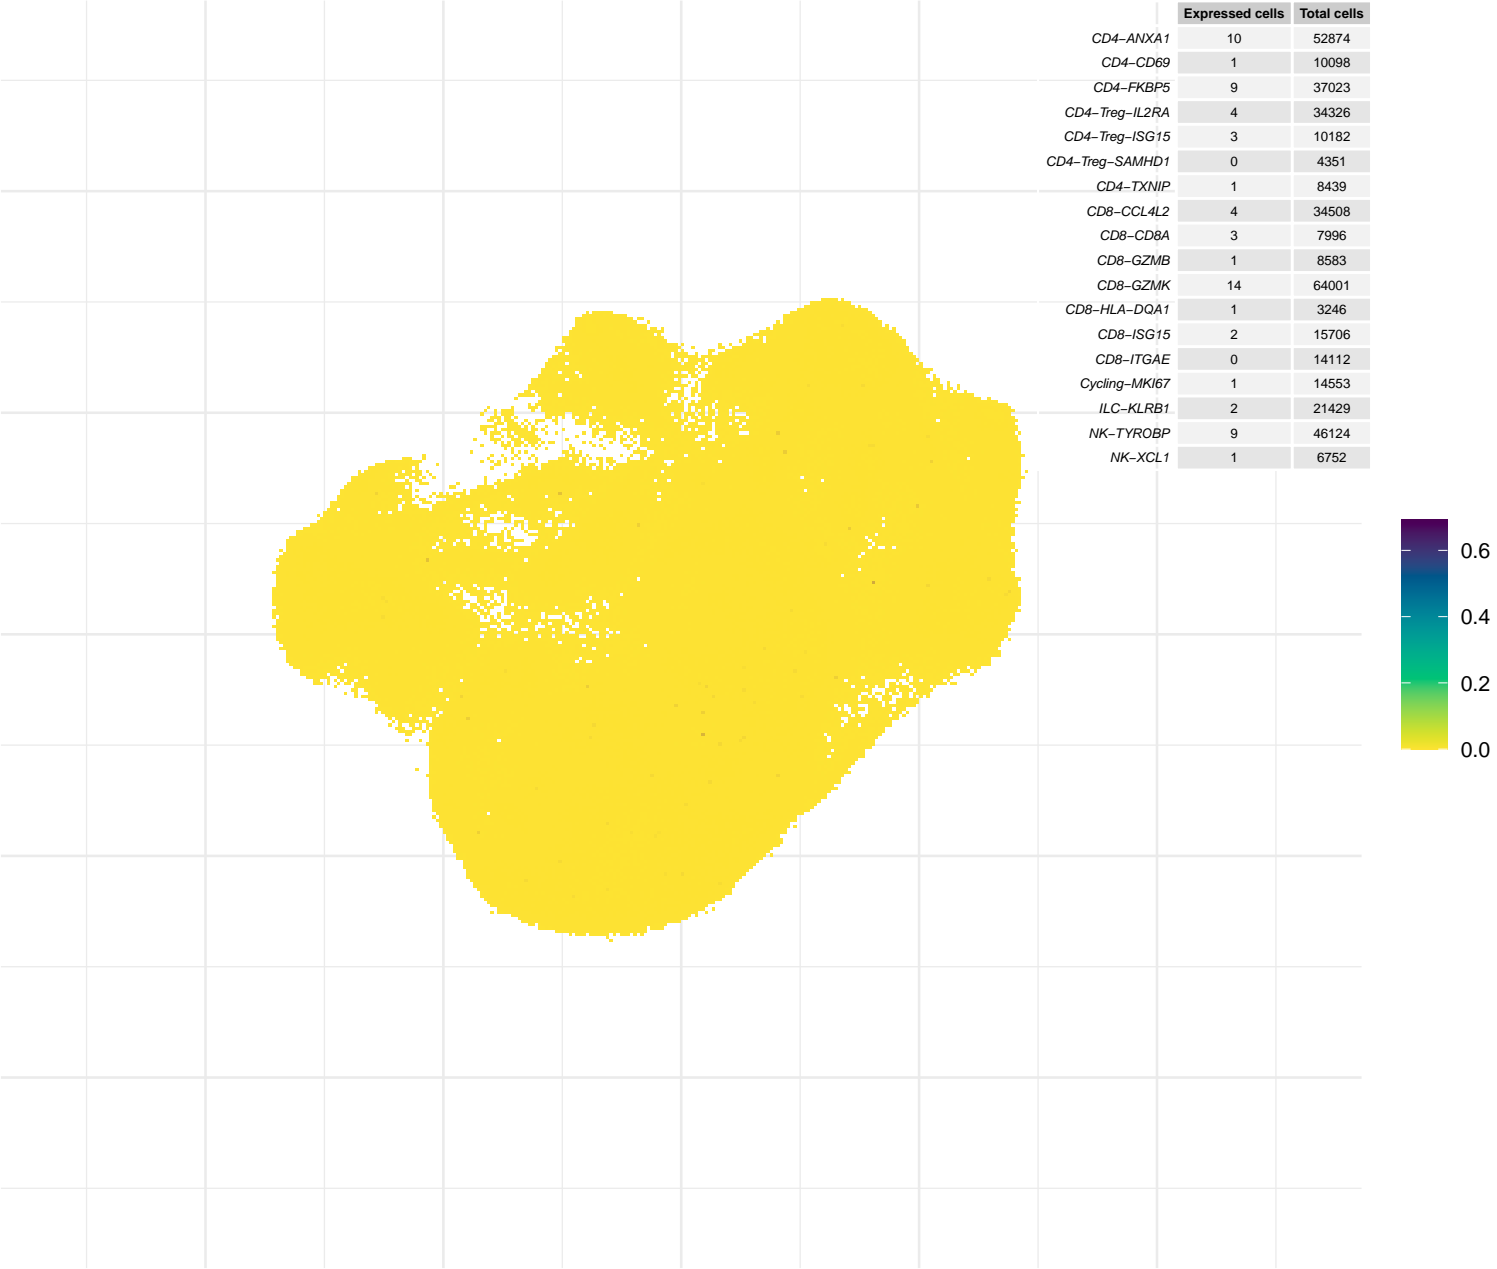 Expressed cells Total cells
CD4−ANXA1 10 52874
CD4−CD69 1 10098
CD4−FKBP5 9 37023
CD4−Treg−IL2RA 4 34326
CD4−Treg−ISG15 3 10182
CD4−Treg−SAMHD1 0 4351
CD4−TXNIP 1 8439
CD8−CCL4L2 4 34508
CD8−CD8A 3 7996
CD8−GZMB 1 8583
CD8−GZMK 14 64001
CD8−HLA−DQA1 1 3246
CD8−ISG15 2 15706
CD8−ITGAE 0 14112
Cycling−MKI67 1 14553
ILC−KLRB1 2 21429
NK−TYROBP 9 46124
NK−XCL1 1 6752
0.6
0.4
0.2
0.0